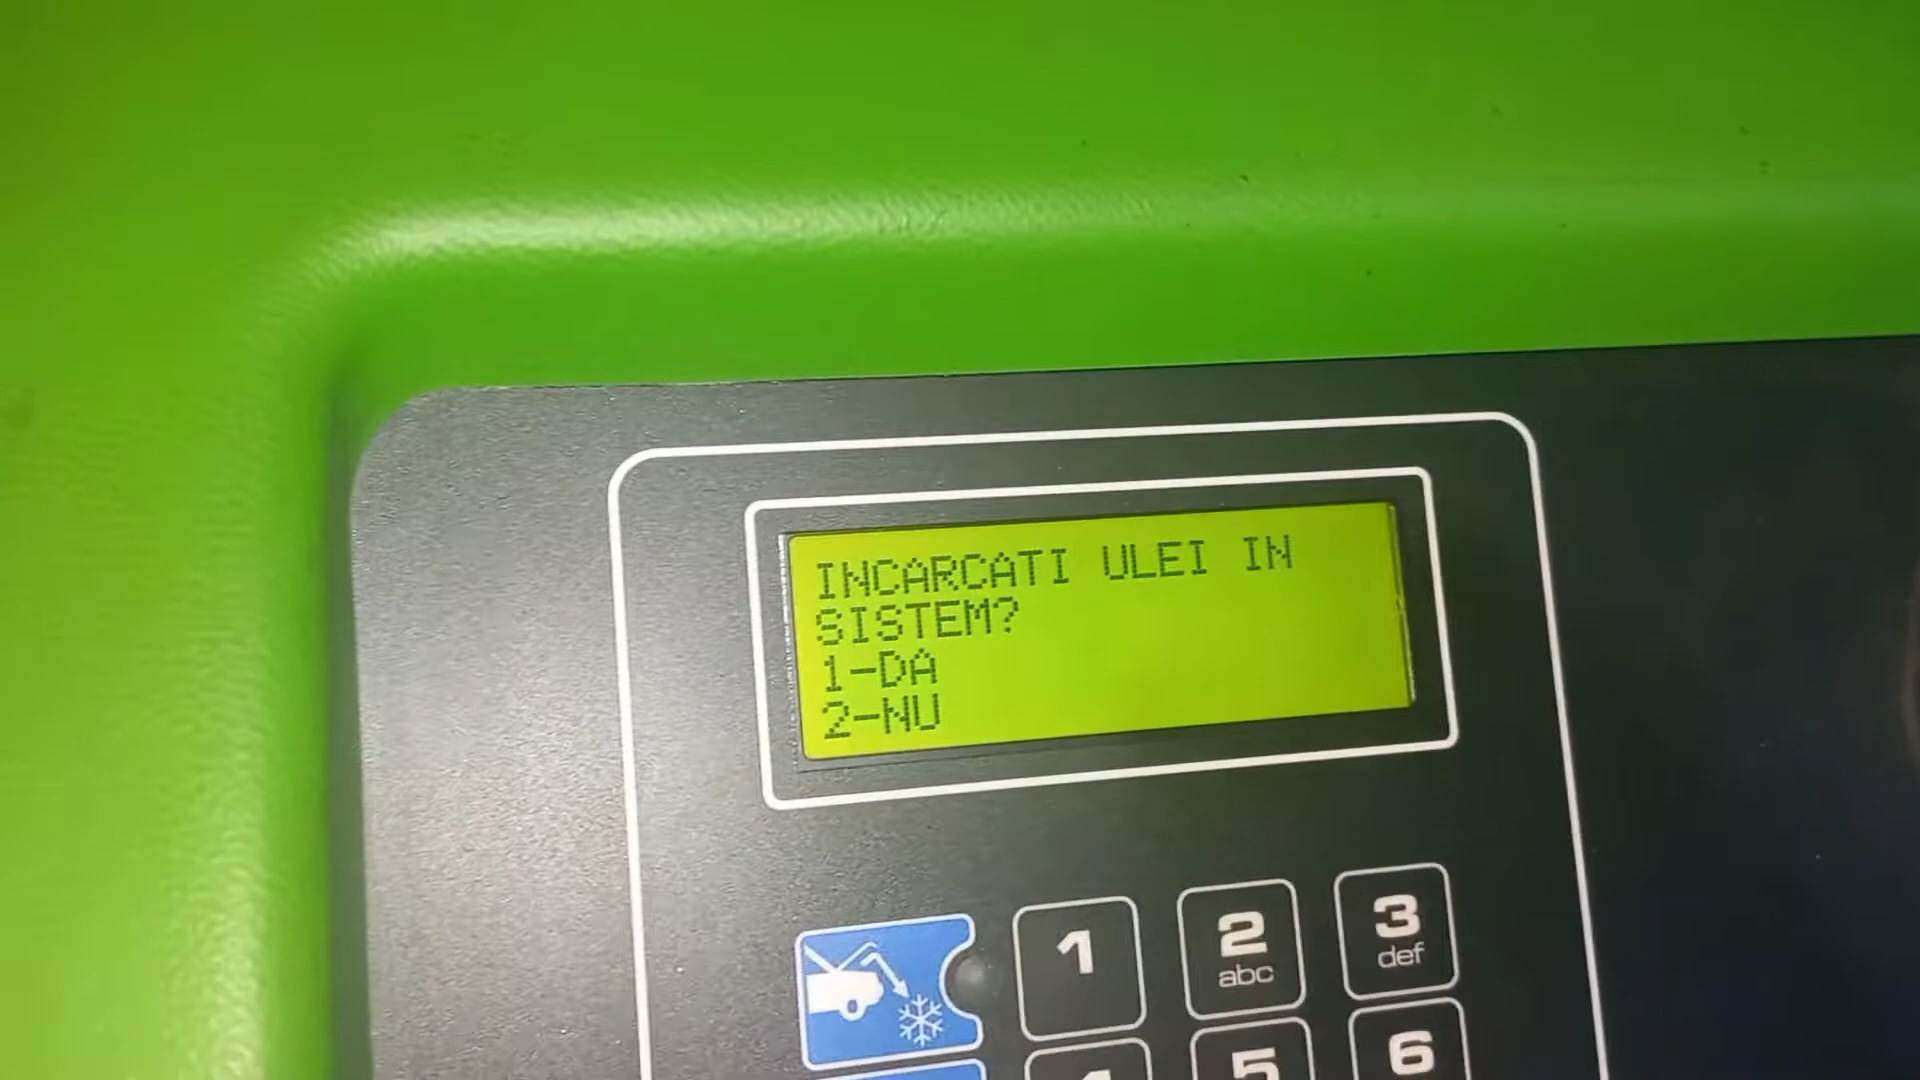 INCARCATI ULEI IN
SISTEM?
1-DA
2-NU
1
2
3
abc
def
5
6